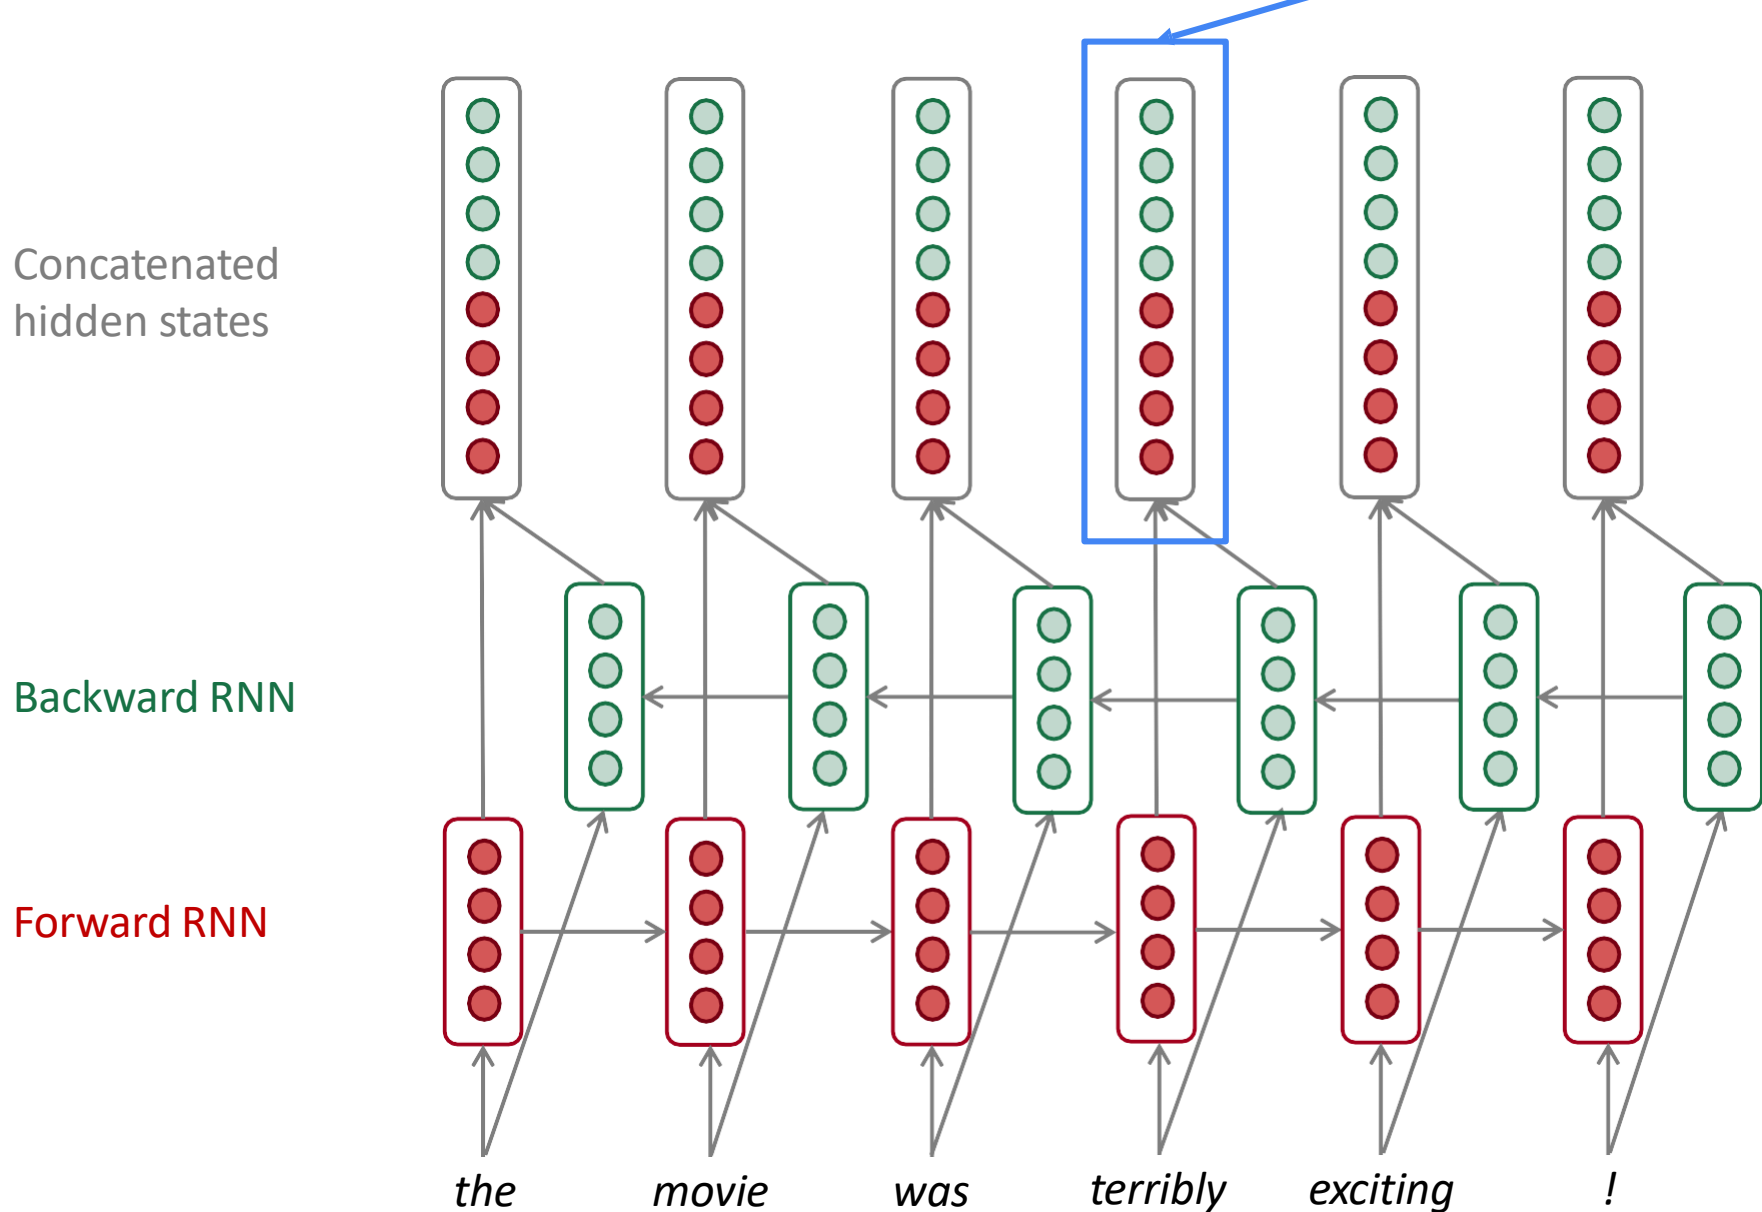 Concatenated
hidden states
Backward RNN
Forward RNN
the movie was terribly exciting !